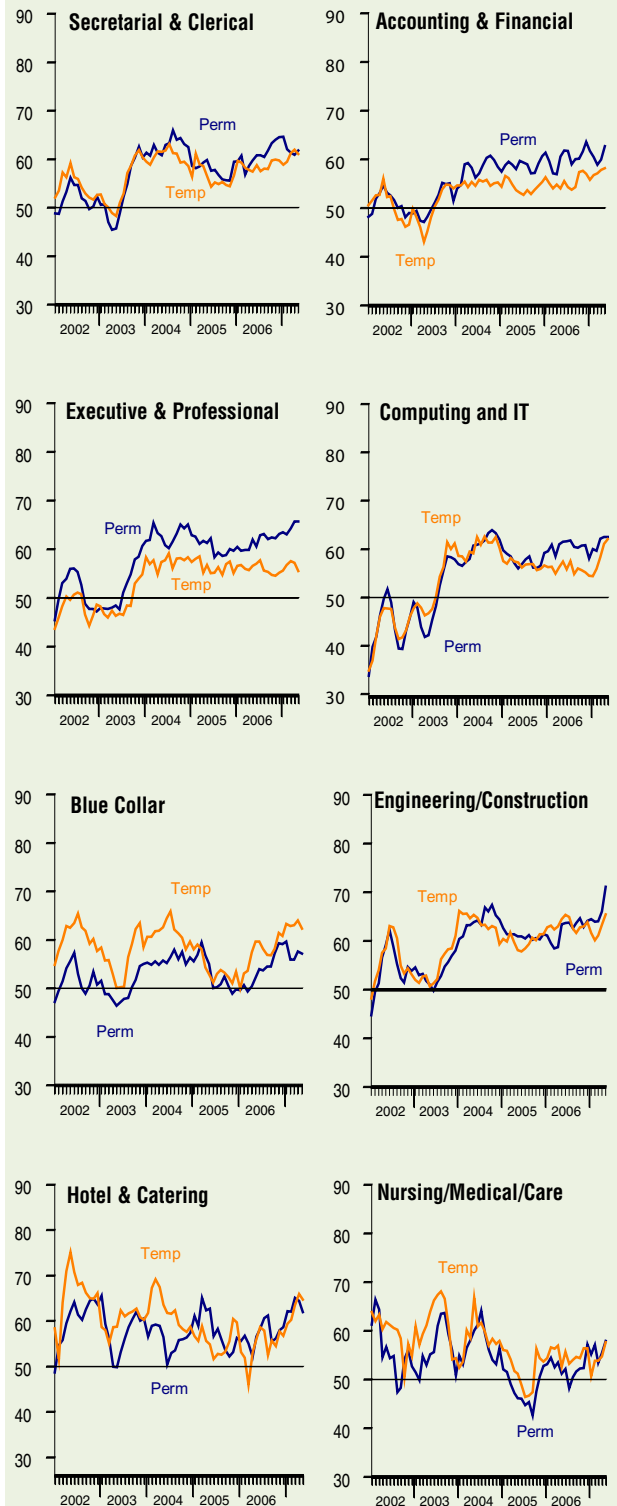 Secretarial & Clerical
90
80
70
60
50
40
30
Perm
Temp
2002 2003 2004 2005 2006
Accounting & Financial
90
80
70
60
50
40
30
Perm
Temp
2002 2003 2004 2005 2006
Executive & Professional
90
80
70
60
50
40
30
Perm
Temp
2002 2003 2004 2005 2006
Computing and IT
90
80
70
60
50
40
30
Temp
Perm
2002 2003 2004 2005 2006
Blue Collar
90
80
70
60
50
40
30
Temp
Perm
2002 2003 2004 2005 2006
Engineering/Construction
90
80
70
60
50
40
30
Temp
Perm
2002 2003 2004 2005 2006
Hotel & Catering
90
80
70
60
50
40
30
Temp
Perm
2002 2003 2004 2005 2006
Nursing/Medical/Care
90
80
70
60
50
40
30
Temp
Perm
2002 2003 2004 2005 2006